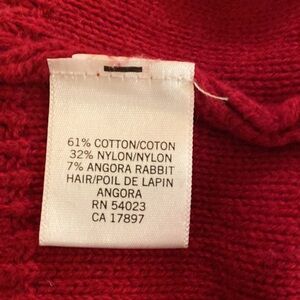 61% COTTON/COTON
32% NYLON/NYLON
7% ANGORA RABBIT
HAIR/POIL DE LAPIN
ANGORA
RN 54023
CA 17897